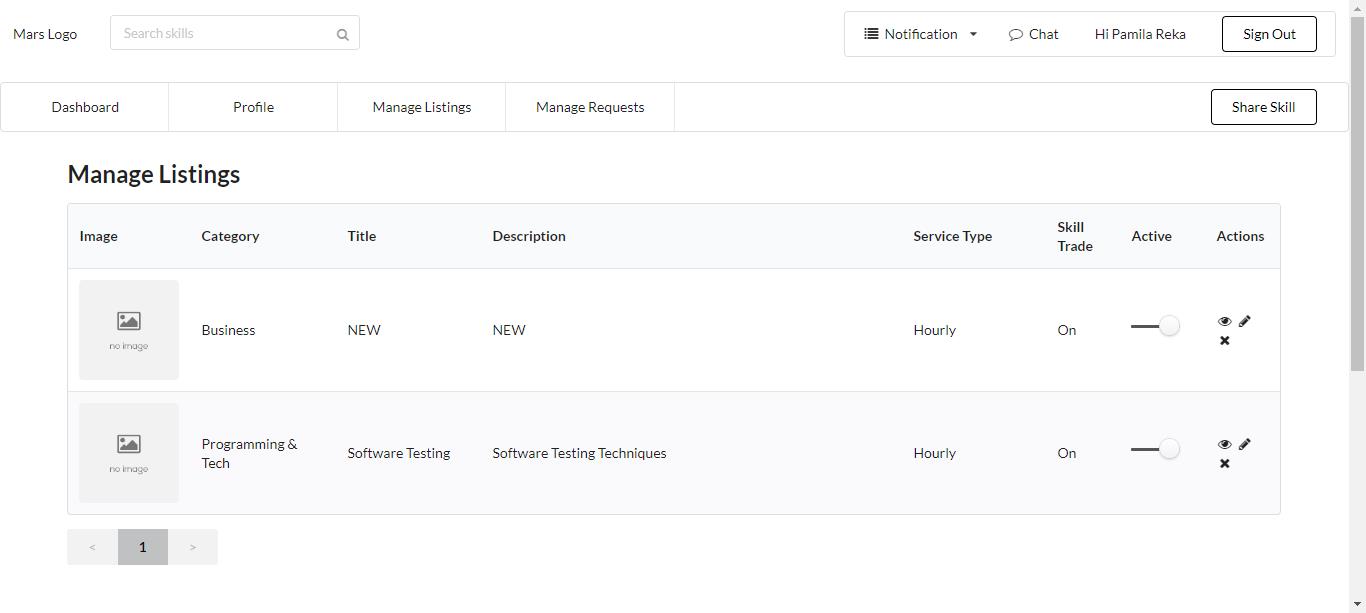 Mars Logo
Search skills
Notification
Chat
Hi Pamila Reka
Sign Out
Dashboard
Profile
Manage Listings
Manage Requests
Share Skill
Manage Listings
Image
Category
Title
Description
Service Type
Skill
Trade
Active
Actions
no image
Business
NEW
NEW
Hourly
On
no image
Programming &
Tech
Software Testing
Software Testing Techniques
Hourly
On
<
1
>